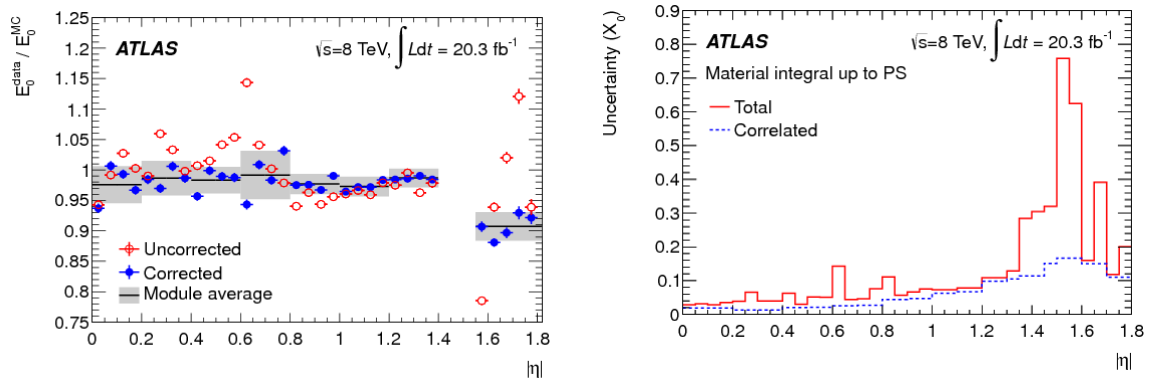 E₀^data / E₀^MC
1.25
1.2
1.15
1.1
1.05
1
0.95
0.9
0.85
0.8
0.75
ATLAS
√s=8 TeV, ∫ Ldt = 20.3 fb⁻¹
Uncorrected
Corrected
Module average
0 0.2 0.4 0.6 0.8 1 1.2 1.4 1.6 1.8
|η|
Uncertainty (X₀)
0.9
0.8
0.7
0.6
0.5
0.4
0.3
0.2
0.1
0
ATLAS
√s=8 TeV, ∫ Ldt = 20.3 fb⁻¹
Material integral up to PS
Total
Correlated
0 0.2 0.4 0.6 0.8 1 1.2 1.4 1.6 1.8
|η|